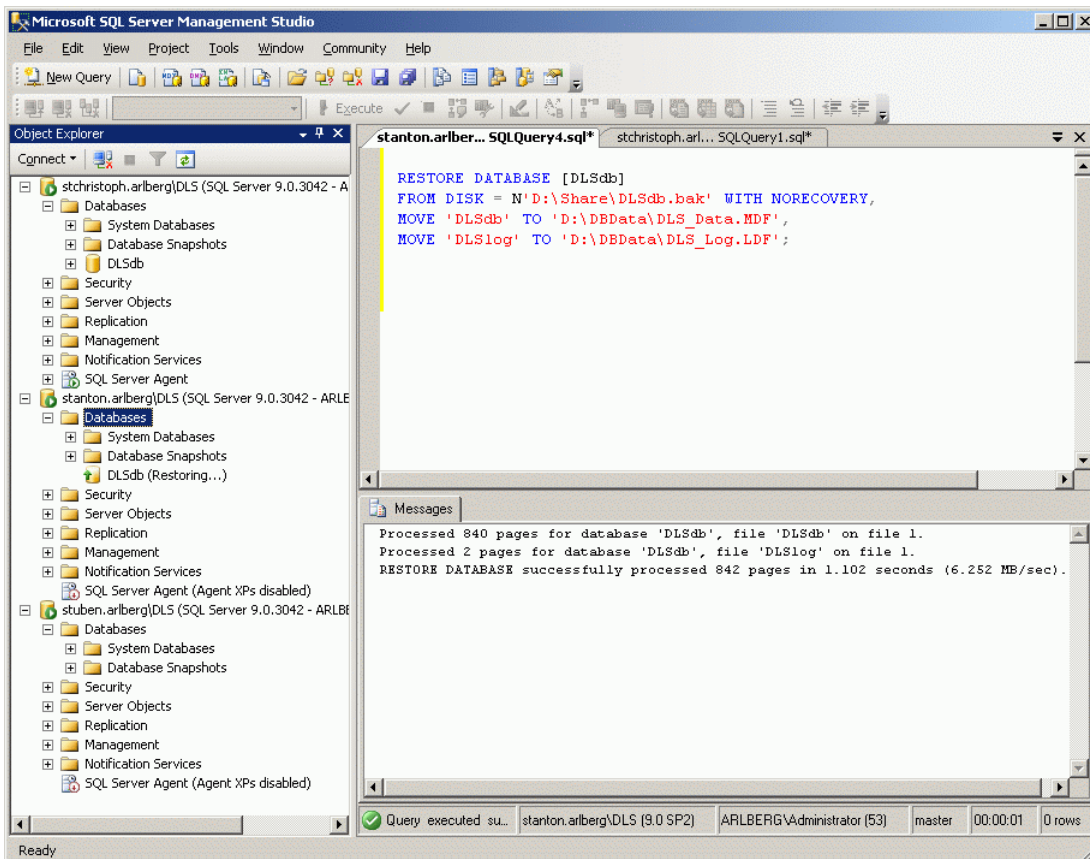 Microsoft SQL Server Management Studio
File Edit View Project Tools Window Community Help
New Query
Execute
Object Explorer
Connect
stchristoph.arlberg\DLS (SQL Server 9.0.3042 - A
Databases
System Databases
Database Snapshots
DLSdb
Security
Server Objects
Replication
Management
Notification Services
SQL Server Agent
stanton.arlberg\DLS (SQL Server 9.0.3042 - ARLE
Databases
System Databases
Database Snapshots
DLSdb (Restoring...)
Security
Server Objects
Replication
Management
Notification Services
SQL Server Agent (Agent XPs disabled)
stuben.arlberg\DLS (SQL Server 9.0.3042 - ARLBE
Databases
System Databases
Database Snapshots
Security
Server Objects
Replication
Management
Notification Services
SQL Server Agent (Agent XPs disabled)
stanton.arlber... SQLQuery4.sql* stchristoph.arl... SQLQuery1.sql*
RESTORE DATABASE [DLSdb]
FROM DISK = N'D:\Share\DLSdb.bak' WITH NORECOVERY,
MOVE 'DLSdb' TO 'D:\DBData\DLS_Data.MDF',
MOVE 'DLSlog' TO 'D:\DBData\DLS_Log.LDF';
Messages
Processed 840 pages for database 'DLSdb', file 'DLSdb' on file 1.
Processed 2 pages for database 'DLSdb', file 'DLSlog' on file 1.
RESTORE DATABASE successfully processed 842 pages in 1.102 seconds (6.252 MB/sec).
Query executed su... stanton.arlberg\DLS (9.0 SP2) ARLBERG\Administrator (53) master 00:00:01 0 rows
Ready